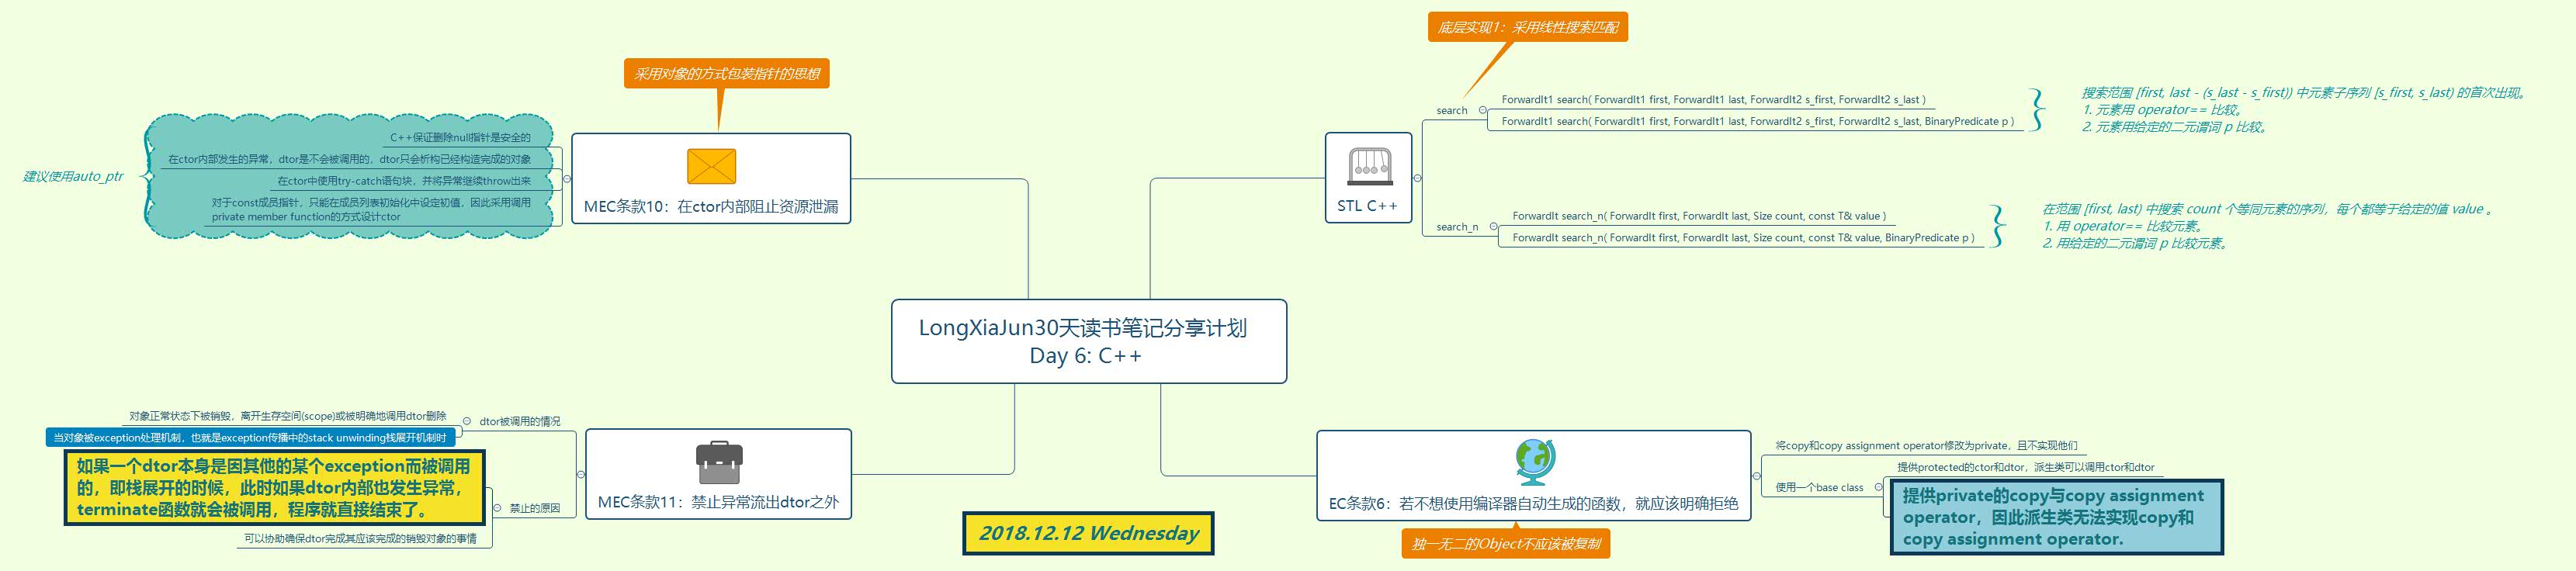 LongXiaJun30天读书笔记分享计划
Day 6: C++
采用对象的方式包装指针的思想
MEC条款10：在ctor内部阻止资源泄漏
C++保证删除null指针是安全的
在ctor内部发生的异常，dtor是不会被调用的，dtor只会析构已经构造完成的对象
在ctor中使用try-catch语句块，并将异常继续throw出来
对于const成员指针，只能在成员列表初始化中设定初值，因此采用调用
private member function的方式设计ctor
建议使用auto_ptr
底层实现1：采用线性搜索匹配
STL C++
search
ForwardIt1 search( ForwardIt1 first, ForwardIt1 last, ForwardIt2 s_first, ForwardIt2 s_last )
ForwardIt1 search( ForwardIt1 first, ForwardIt1 last, ForwardIt2 s_first, ForwardIt2 s_last, BinaryPredicate p )
搜索范围 [first, last - (s_last - s_first)) 中元素子序列 [s_first, s_last) 的首次出现。
1. 元素用 operator== 比较。
2. 元素用给定的二元谓词 p 比较。
search_n
ForwardIt search_n( ForwardIt first, ForwardIt last, Size count, const T& value )
ForwardIt search_n( ForwardIt first, ForwardIt last, Size count, const T& value, BinaryPredicate p )
在范围 [first, last) 中搜索 count 个等同元素的序列，每个都等于给定的值 value 。
1. 用 operator== 比较元素。
2. 用给定的二元谓词 p 比较元素。
MEC条款11：禁止异常流出dtor之外
dtor被调用的情况
对象正常状态下被销毁，离开生存空间(scope)或被明确地调用dtor删除
当对象被exception处理机制，也就是exception传播中的stack unwinding栈展开机制时
禁止的原因
如果一个dtor本身是因其他的某个exception而被调用
的，即栈展开的时候，此时如果dtor内部也发生异常，
terminate函数就会被调用，程序就直接结束了。
可以协助确保dtor完成其应该完成的销毁对象的事情
2018.12.12 Wednesday
EC条款6：若不想使用编译器自动生成的函数，就应该明确拒绝
独一无二的Object不应该被复制
将copy和copy assignment operator修改为private，且不实现他们
使用一个base class
提供protected的ctor和dtor，派生类可以调用ctor和dtor
提供private的copy与copy assignment
operator，因此派生类无法实现copy和
copy assignment operator.